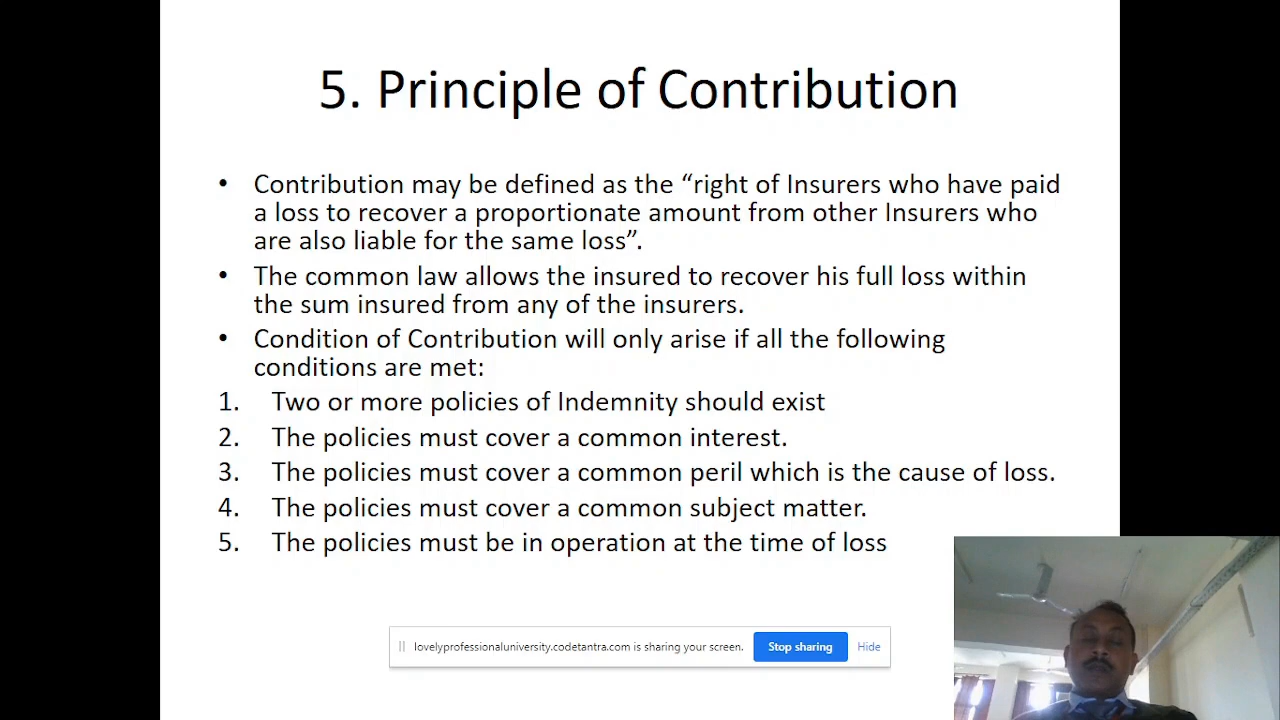 5. Principle of Contribution
• Contribution may be defined as the “right of Insurers who have paid
a loss to recover a proportionate amount from other Insurers who
are also liable for the same loss”.
• The common law allows the insured to recover his full loss within
the sum insured from any of the insurers.
• Condition of Contribution will only arise if all the following
conditions are met:
1. Two or more policies of Indemnity should exist
2. The policies must cover a common interest.
3. The policies must cover a common peril which is the cause of loss.
4. The policies must cover a common subject matter.
5. The policies must be in operation at the time of loss
lovelyprofessionaluniversity.codetantra.com is sharing your screen. Stop sharing Hide